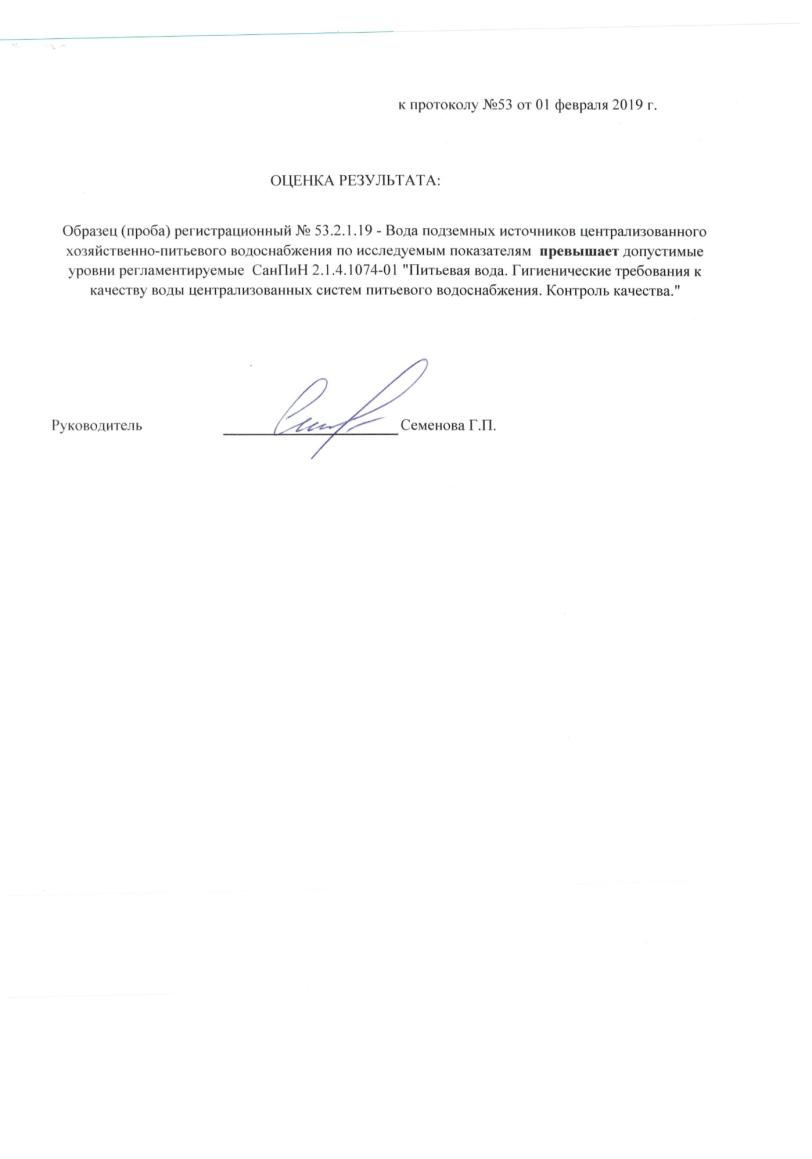 к протоколу №53 от 01 февраля 2019 г.
ОЦЕНКА РЕЗУЛЬТАТА:
Образец (проба) регистрационный № 53.2.1.19 - Вода подземных источников централизованного
хозяйственно-питьевого водоснабжения по исследуемым показателям превышает допустимые
уровни регламентируемые СанПиН 2.1.4.1074-01 "Питьевая вода. Гигиенические требования к
качеству воды централизованных систем питьевого водоснабжения. Контроль качества."
Руководитель Семенова Г.П.